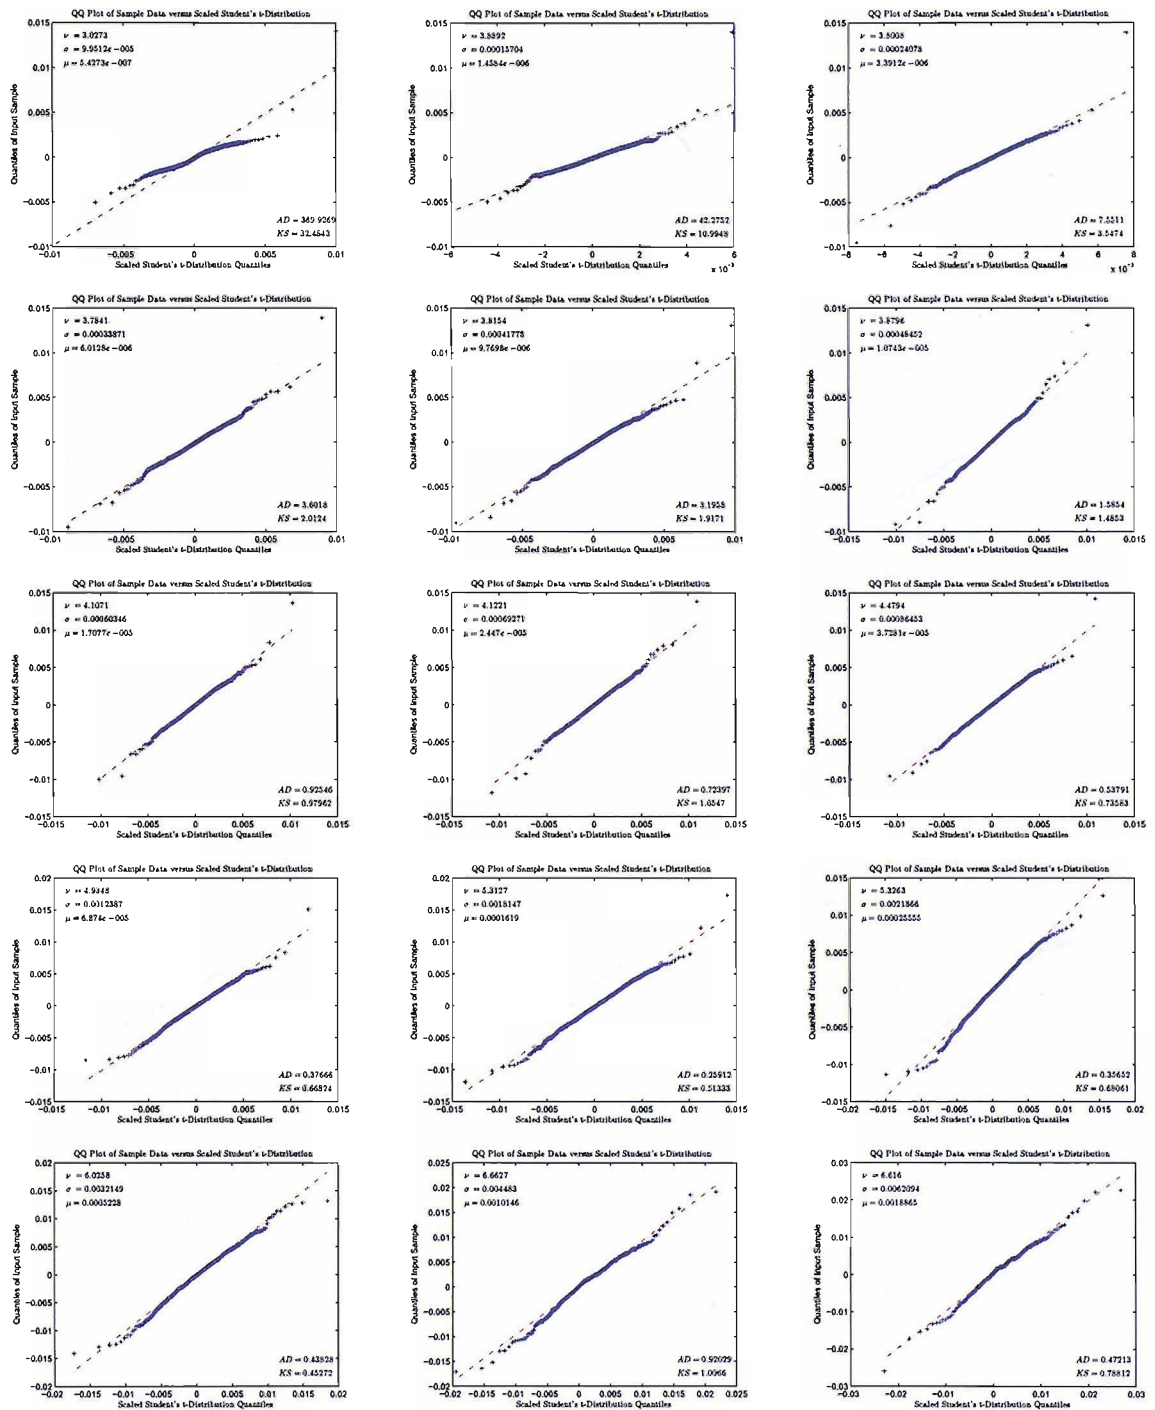 QQ Plot of Sample Data versus Scaled Student's t-Distribution
ν = 3.0273
σ = 9.9512e −005
μ = 5.4273e −007
AD = 369.9269
KS = 32.4843
Quantiles of Input Sample
Scaled Student's t-Distribution Quantiles
QQ Plot of Sample Data versus Scaled Student's t-Distribution
ν = 3.8892
σ = 0.00015704
μ = 1.4584e −006
AD = 42.2752
KS = 10.9948
Quantiles of Input Sample
Scaled Student's t-Distribution Quantiles
x 10⁻³
QQ Plot of Sample Data versus Scaled Student's t-Distribution
ν = 3.8008
σ = 0.00024978
μ = 3.3912e −006
AD = 7.5511
KS = 3.5474
Quantiles of Input Sample
Scaled Student's t-Distribution Quantiles
x 10⁻³
QQ Plot of Sample Data versus Scaled Student's t-Distribution
ν = 3.7841
σ = 0.00033871
μ = 6.0128e −006
AD = 3.6018
KS = 2.0124
Quantiles of Input Sample
Scaled Student's t-Distribution Quantiles
QQ Plot of Sample Data versus Scaled Student's t-Distribution
ν = 3.8154
σ = 0.00041778
μ = 9.7698e −006
AD = 3.1958
KS = 1.9171
Quantiles of Input Sample
Scaled Student's t-Distribution Quantiles
QQ Plot of Sample Data versus Scaled Student's t-Distribution
ν = 3.8796
σ = 0.00048452
μ = 1.0743e −005
AD = 1.5854
KS = 1.4853
Quantiles of Input Sample
Scaled Student's t-Distribution Quantiles
QQ Plot of Sample Data versus Scaled Student's t-Distribution
ν = 4.1071
σ = 0.00060346
μ = 1.7077e −005
AD = 0.92546
KS = 0.97962
Quantiles of Input Sample
Scaled Student's t-Distribution Quantiles
QQ Plot of Sample Data versus Scaled Student's t-Distribution
ν = 4.1221
σ = 0.00069271
μ = 2.447e −005
AD = 0.72397
KS = 1.0547
Quantiles of Input Sample
Scaled Student's t-Distribution Quantiles
QQ Plot of Sample Data versus Scaled Student's t-Distribution
ν = 4.4794
σ = 0.00086453
μ = 3.7281e −005
AD = 0.53791
KS = 0.73583
Quantiles of Input Sample
Scaled Student's t-Distribution Quantiles
QQ Plot of Sample Data versus Scaled Student's t-Distribution
ν = 4.9348
σ = 0.0012387
μ = 6.874e −005
AD = 0.37666
KS = 0.66824
Quantiles of Input Sample
Scaled Student's t-Distribution Quantiles
QQ Plot of Sample Data versus Scaled Student's t-Distribution
ν = 5.3127
σ = 0.0018147
μ = 0.0001619
AD = 0.25912
KS = 0.51333
Quantiles of Input Sample
Scaled Student's t-Distribution Quantiles
QQ Plot of Sample Data versus Scaled Student's t-Distribution
ν = 5.3263
σ = 0.0021866
μ = 0.00025555
AD = 0.35652
KS = 0.68061
Quantiles of Input Sample
Scaled Student's t-Distribution Quantiles
QQ Plot of Sample Data versus Scaled Student's t-Distribution
ν = 6.0258
σ = 0.0032149
μ = 0.0005228
AD = 0.43828
KS = 0.45272
Quantiles of Input Sample
Scaled Student's t-Distribution Quantiles
QQ Plot of Sample Data versus Scaled Student's t-Distribution
ν = 6.6627
σ = 0.004483
μ = 0.0010146
AD = 0.92029
KS = 1.0066
Quantiles of Input Sample
Scaled Student's t-Distribution Quantiles
QQ Plot of Sample Data versus Scaled Student's t-Distribution
ν = 6.616
σ = 0.0062094
μ = 0.0018865
AD = 0.47213
KS = 0.78812
Quantiles of Input Sample
Scaled Student's t-Distribution Quantiles